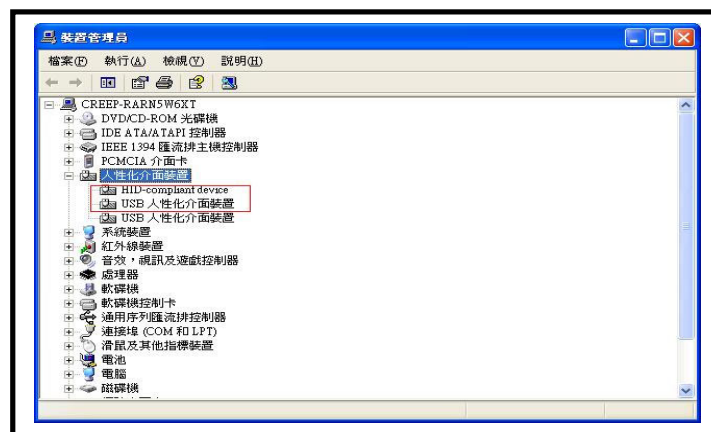 裝置管理員
檔案(F) 執行(A) 檢視(V) 說明(H)
CREEP-RARN5W6XT
DVD/CD-ROM 光碟機
IDE ATA/ATAPI 控制器
IEEE 1394 匯流排主機控制器
PCMCIA 介面卡
人性化介面裝置
HID-compliant device
USB 人性化介面裝置
USB 人性化介面裝置
系統裝置
紅外線裝置
音效，視訊及遊戲控制器
處理器
軟碟機
軟碟機控制卡
通用序列匯流排控制器
連接埠 (COM 和 LPT)
滑鼠及其他指標裝置
電池
電腦
磁碟機